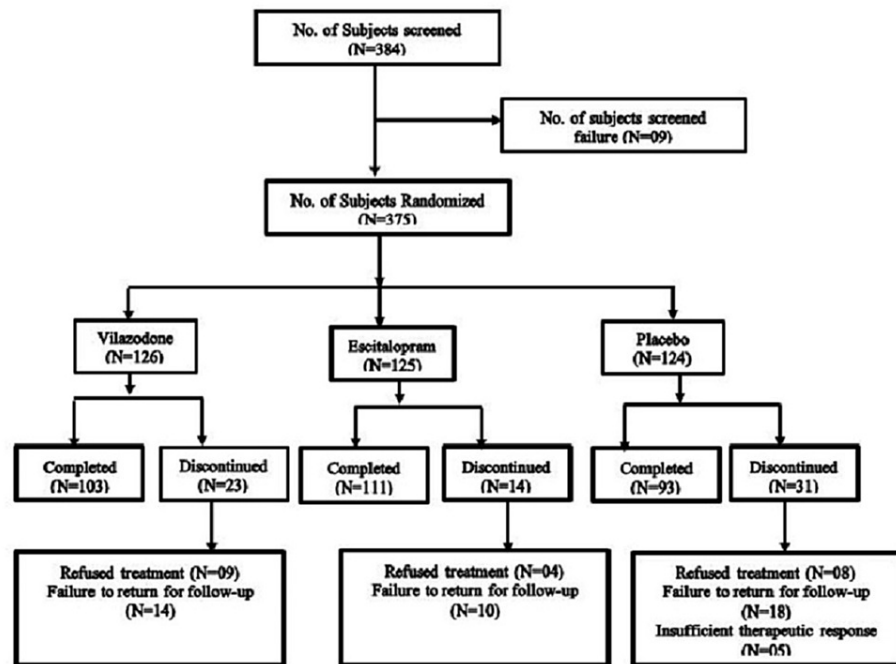 No. of Subjects screened
(N=384)
No. of subjects screened
failure (N=09)
No. of Subjects Randomized
(N=375)
Vilazodone
(N=126)
Escitalopram
(N=125)
Placebo
(N=124)
Completed
(N=103)
Discontinued
(N=23)
Completed
(N=111)
Discontinued
(N=14)
Completed
(N=93)
Discontinued
(N=31)
Refused treatment (N=09)
Failure to return for follow-up
(N=14)
Refused treatment (N=04)
Failure to return for follow-up
(N=10)
Refused treatment (N=08)
Failure to return for follow-up
(N=18)
Insufficient therapeutic response
(N=05)